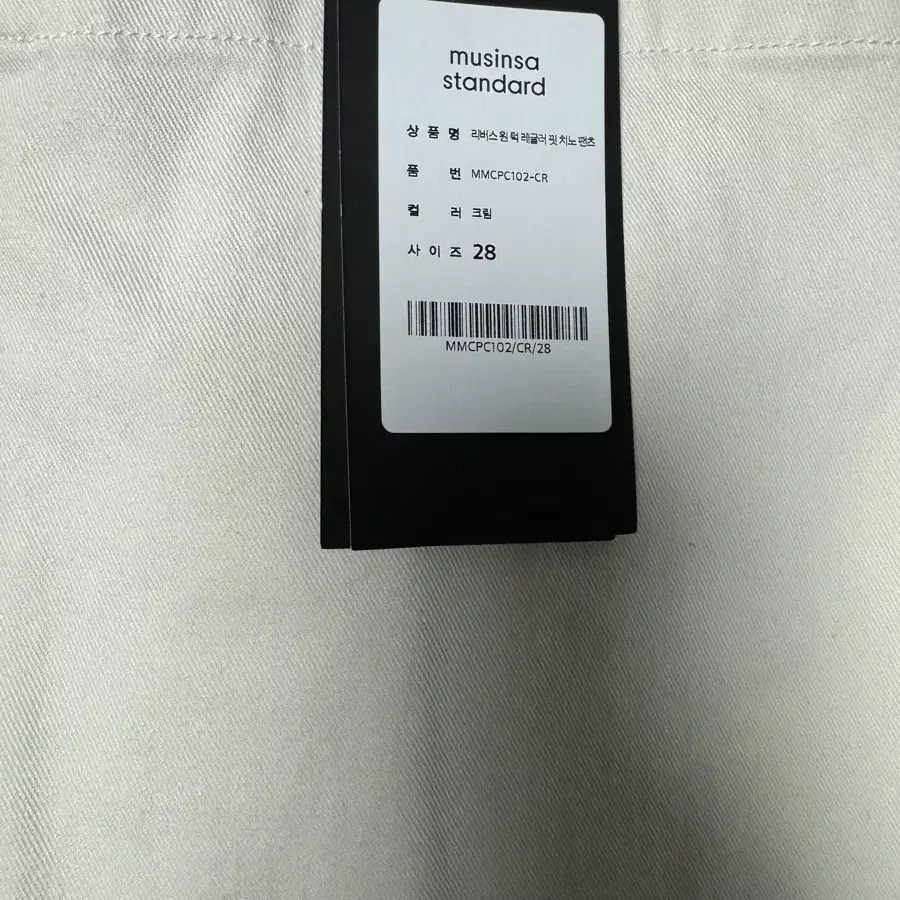 musinsa
standard
상품명 리버스 원 턱 레귤러 핏 치노 팬츠
품번 MMCPC102-CR
컬러 크림
사이즈 28
MMCPC102/CR/28